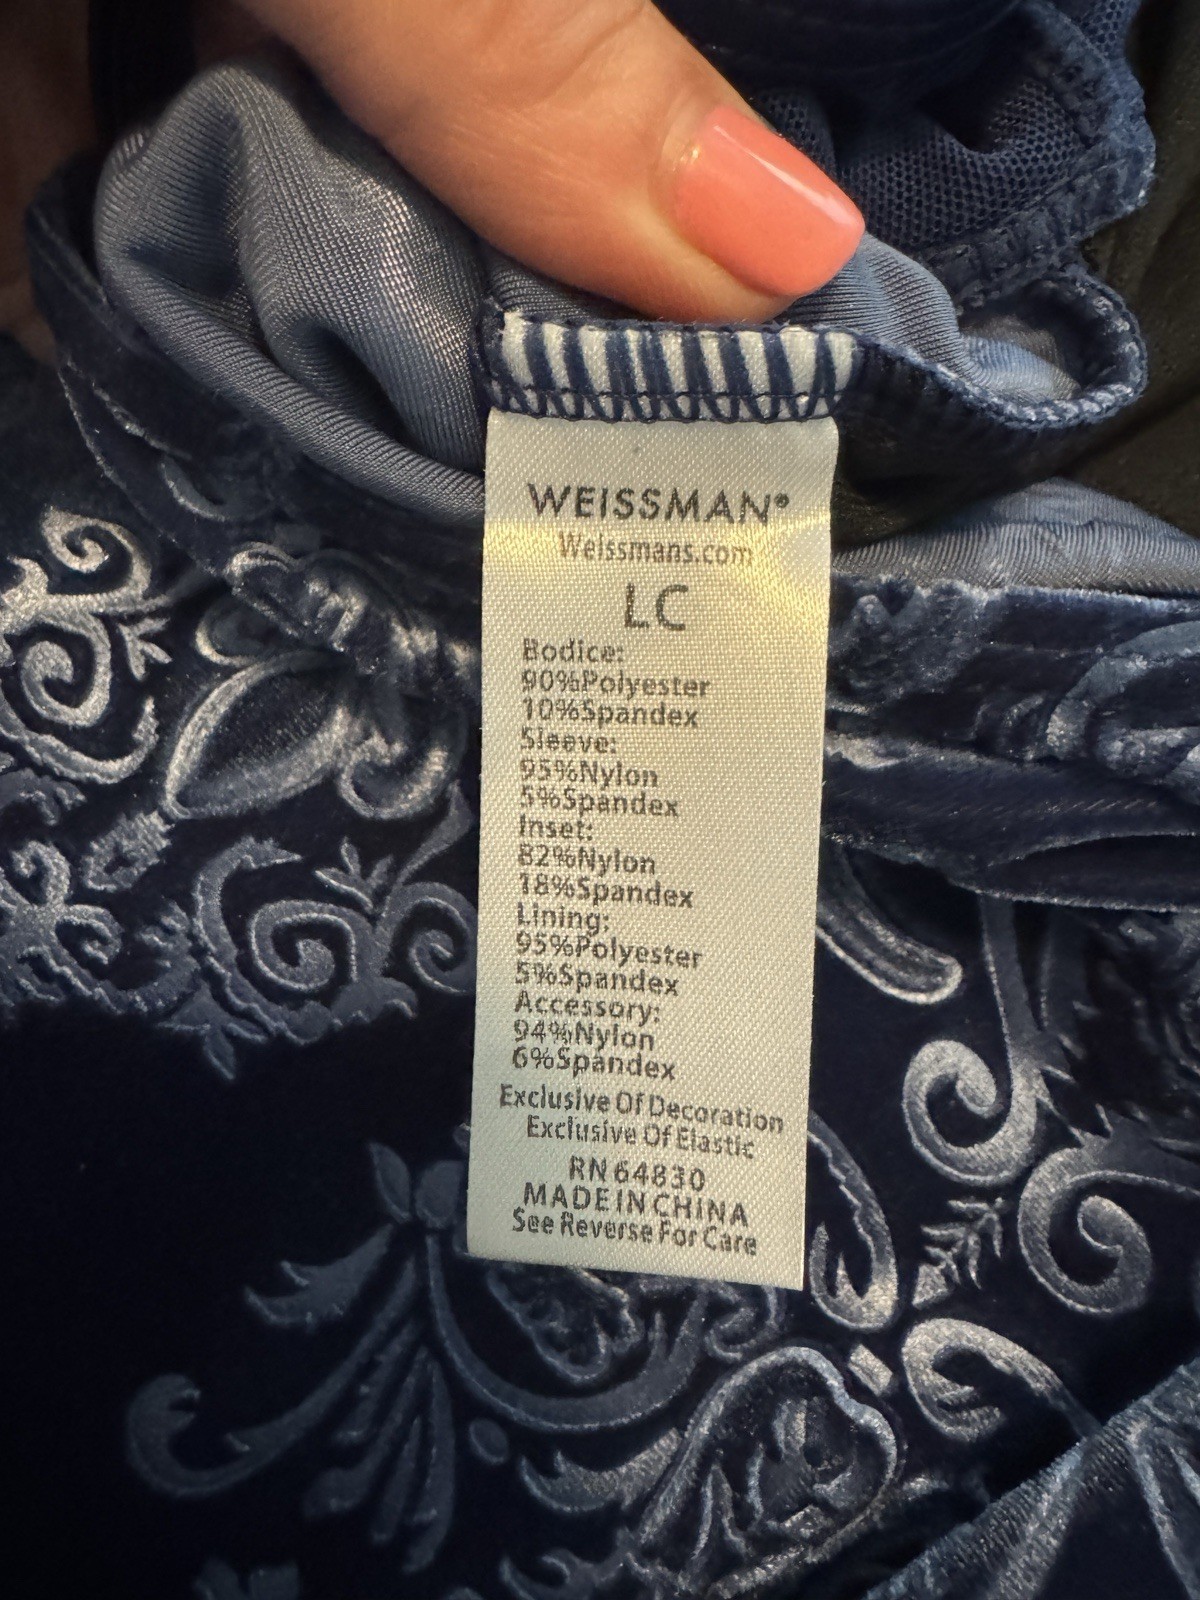 WEISSMAN®
Weissmans.com
LC
Bodice:
90%Polyester
10%Spandex
Sleeve:
95%Nylon
5%Spandex
Inset:
82%Nylon
18%Spandex
Lining:
95%Polyester
5%Spandex
Accessory:
94%Nylon
6%Spandex
Exclusive Of Decoration
Exclusive Of Elastic
RN 64830
MADE IN CHINA
See Reverse For Care